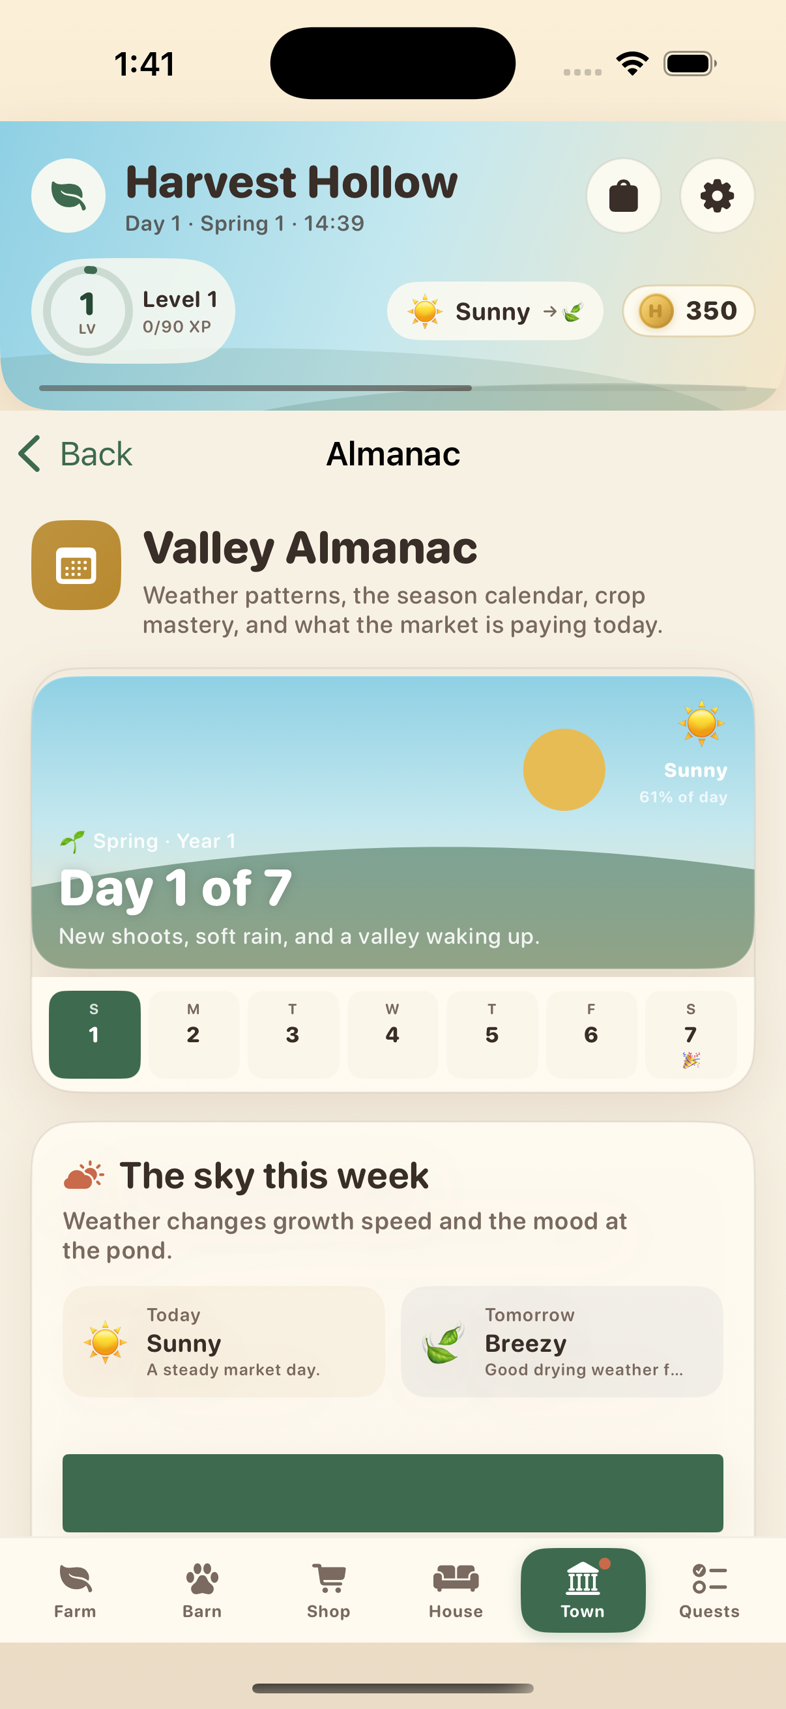 1:41
Harvest Hollow
Day 1 · Spring 1 · 14:39
1
LV
Level 1
0/90 XP
Sunny →
H
350
Back
Almanac
Valley Almanac
Weather patterns, the season calendar, crop
mastery, and what the market is paying today.
Sunny
61% of day
Spring · Year 1
Day 1 of 7
New shoots, soft rain, and a valley waking up.
S M T W T F S
1 2 3 4 5 6 7
The sky this week
Weather changes growth speed and the mood at
the pond.
Today
Sunny
A steady market day.
Tomorrow
Breezy
Good drying weather f...
Farm
Barn
Shop
House
Town
Quests